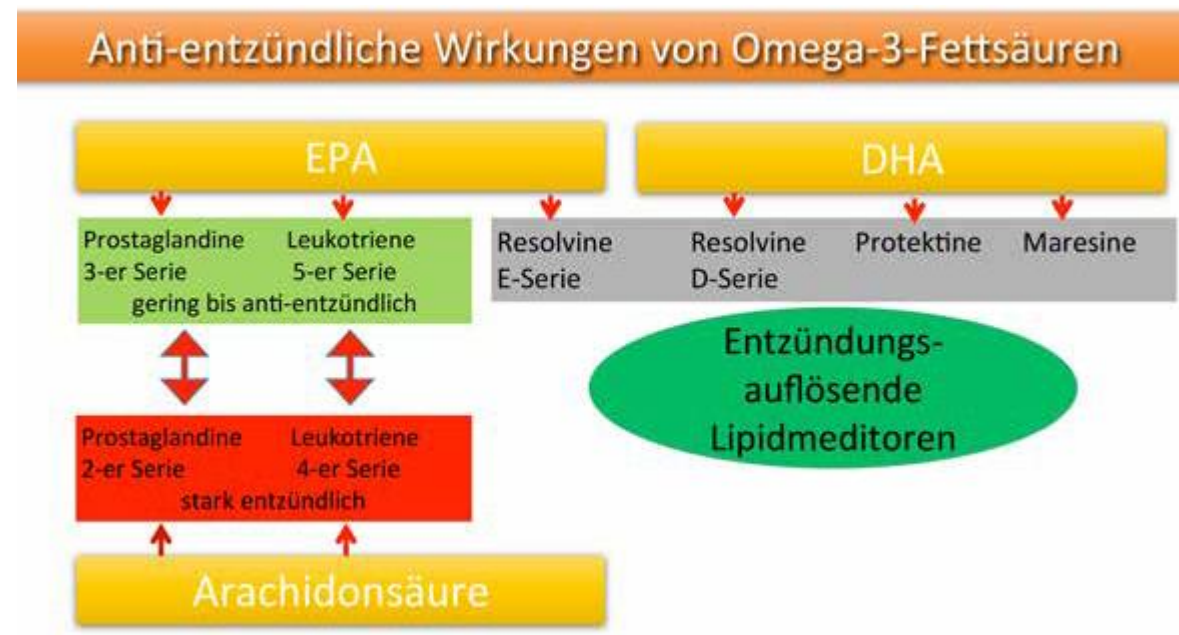 Anti-entzündliche Wirkungen von Omega-3-Fettsäuren
EPA
DHA
Prostaglandine Leukotriene
3-er Serie 5-er Serie
gering bis anti-entzündlich
Resolvine Resolvine Protektine Maresine
E-Serie D-Serie
Entzündungs-
auflösende
Lipidmeditoren
Prostaglandine Leukotriene
2-er Serie 4-er Serie
stark entzündlich
Arachidonsäure